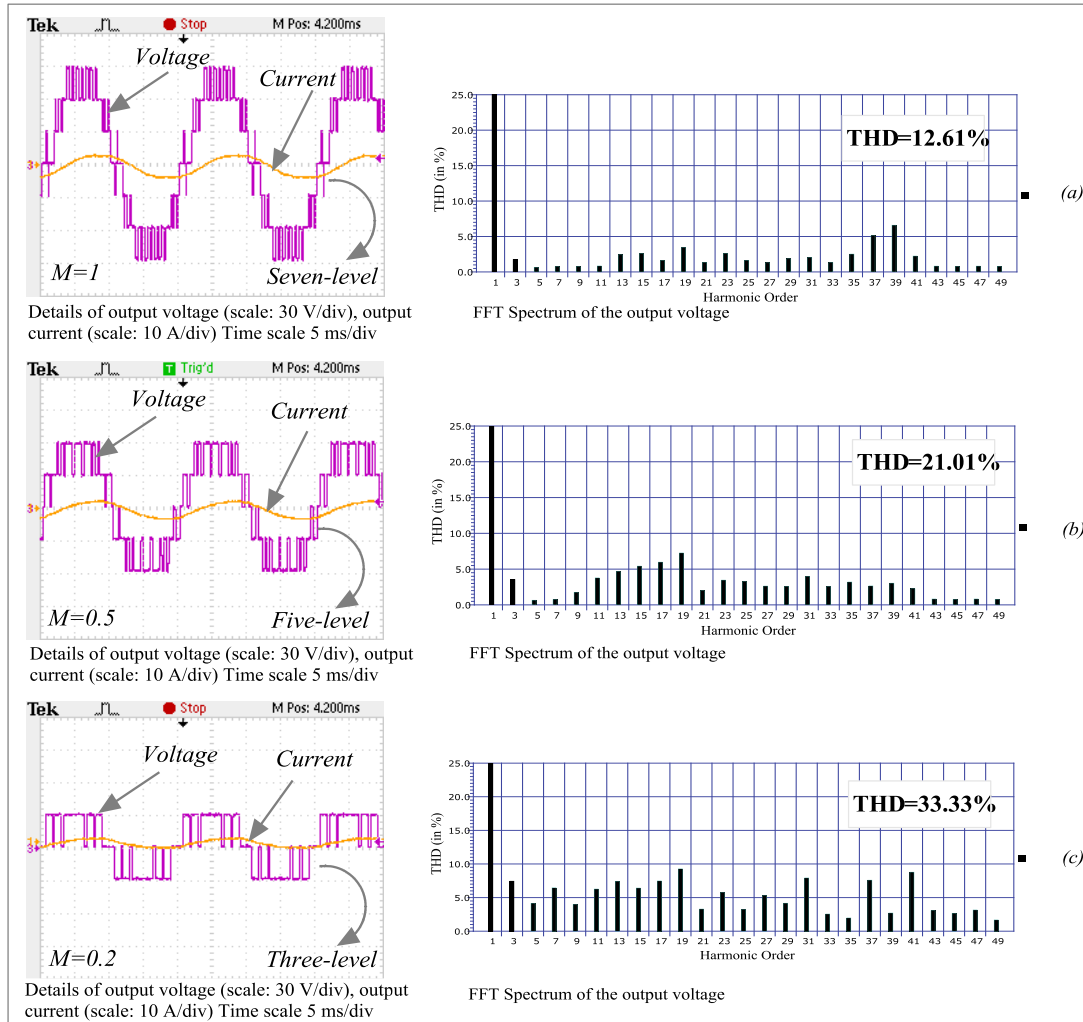 Tek Stop M Pos: 4.200ms
Voltage
Current
3
M=1
Seven-level
Details of output voltage (scale: 30 V/div), output
current (scale: 10 A/div) Time scale 5 ms/div
THD (in %)
25.0
20.0
15.0
10.0
5.0
0.0
THD=12.61%
1 3 5 7 9 11 13 15 17 19 21 23 25 27 29 31 33 35 37 39 41 43 45 47 49
Harmonic Order
FFT Spectrum of the output voltage
(a)
Tek T Trig'd M Pos: 4.200ms
Voltage
Current
3
M=0.5
Five-level
Details of output voltage (scale: 30 V/div), output
current (scale: 10 A/div) Time scale 5 ms/div
THD (in %)
25.0
20.0
15.0
10.0
5.0
0.0
THD=21.01%
1 3 5 7 9 11 13 15 17 19 21 23 25 27 29 31 33 35 37 39 41 43 45 47 49
Harmonic Order
FFT Spectrum of the output voltage
(b)
Tek Stop M Pos: 4.200ms
Voltage
Current
1
3
M=0.2
Three-level
Details of output voltage (scale: 30 V/div), output
current (scale: 10 A/div) Time scale 5 ms/div
THD (in %)
25.0
20.0
15.0
10.0
5.0
0.0
THD=33.33%
1 3 5 7 9 11 13 15 17 19 21 23 25 27 29 31 33 35 37 39 41 43 45 47 49
Harmonic Order
FFT Spectrum of the output voltage
(c)